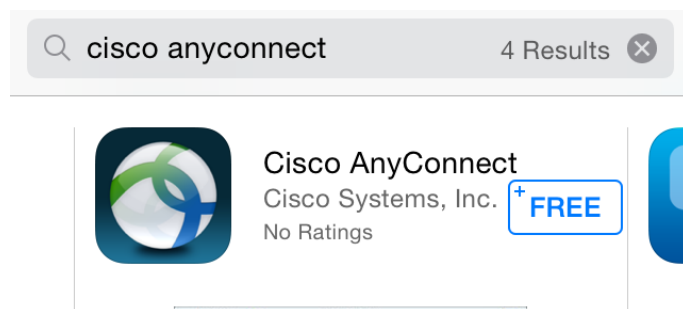 cisco anyconnect 4 Results
Cisco AnyConnect
Cisco Systems, Inc.
+ FREE
No Ratings